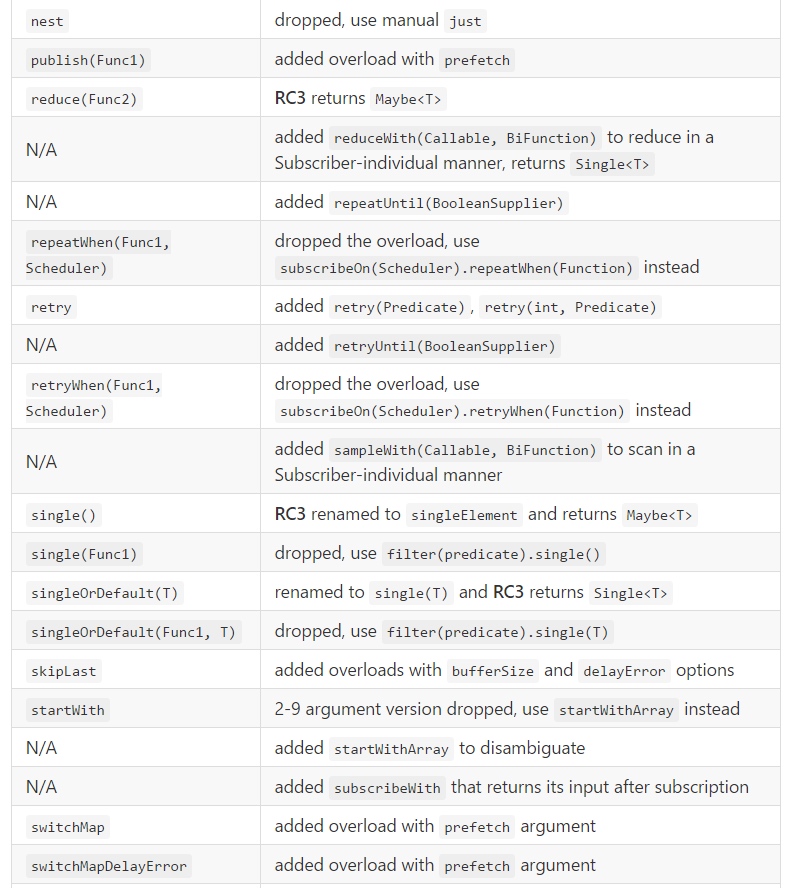 nest dropped, use manual just
publish(Func1) added overload with prefetch
reduce(Func2) RC3 returns Maybe<T>
N/A added reduceWith(Callable, BiFunction) to reduce in a
Subscriber-individual manner, returns Single<T>
N/A added repeatUntil(BooleanSupplier)
repeatWhen(Func1, dropped the overload, use
Scheduler) subscribeOn(Scheduler).repeatWhen(Function) instead
retry added retry(Predicate), retry(int, Predicate)
N/A added retryUntil(BooleanSupplier)
retryWhen(Func1, dropped the overload, use
Scheduler) subscribeOn(Scheduler).retryWhen(Function) instead
N/A added sampleWith(Callable, BiFunction) to scan in a
Subscriber-individual manner
single() RC3 renamed to singleElement and returns Maybe<T>
single(Func1) dropped, use filter(predicate).single()
singleOrDefault(T) renamed to single(T) and RC3 returns Single<T>
singleOrDefault(Func1, T) dropped, use filter(predicate).single(T)
skipLast added overloads with bufferSize and delayError options
startWith 2-9 argument version dropped, use startWithArray instead
N/A added startWithArray to disambiguate
N/A added subscribeWith that returns its input after subscription
switchMap added overload with prefetch argument
switchMapDelayError added overload with prefetch argument